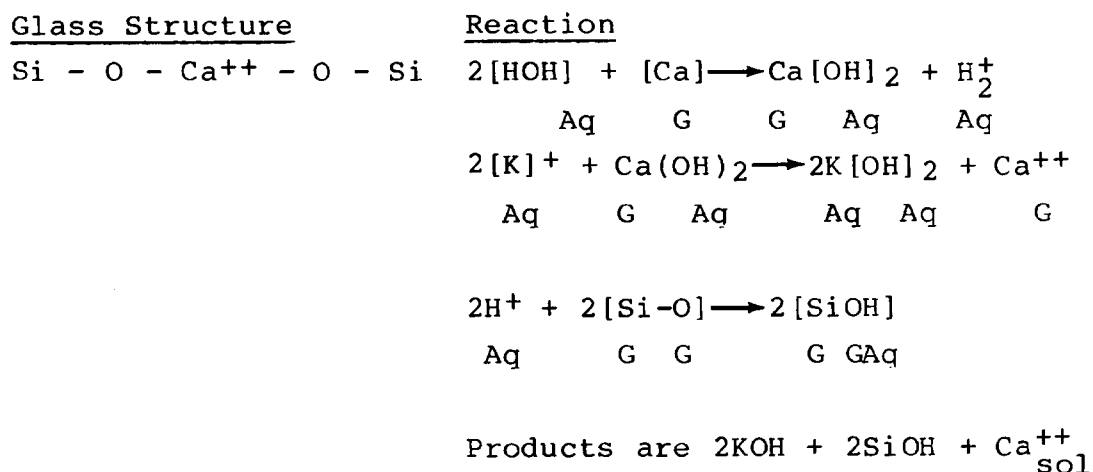 Glass Structure Reaction
Si - O - Ca++ - O - Si 2[HOH] + [Ca]→Ca[OH]2 + H2+
Aq G G Aq Aq
2[K]+ + Ca(OH)2→2K[OH]2 + Ca++
Aq G Aq Aq Aq G
2H+ + 2[Si-O]→2[SiOH]
Aq G G G GAq
Products are 2KOH + 2SiOH + Ca++sol